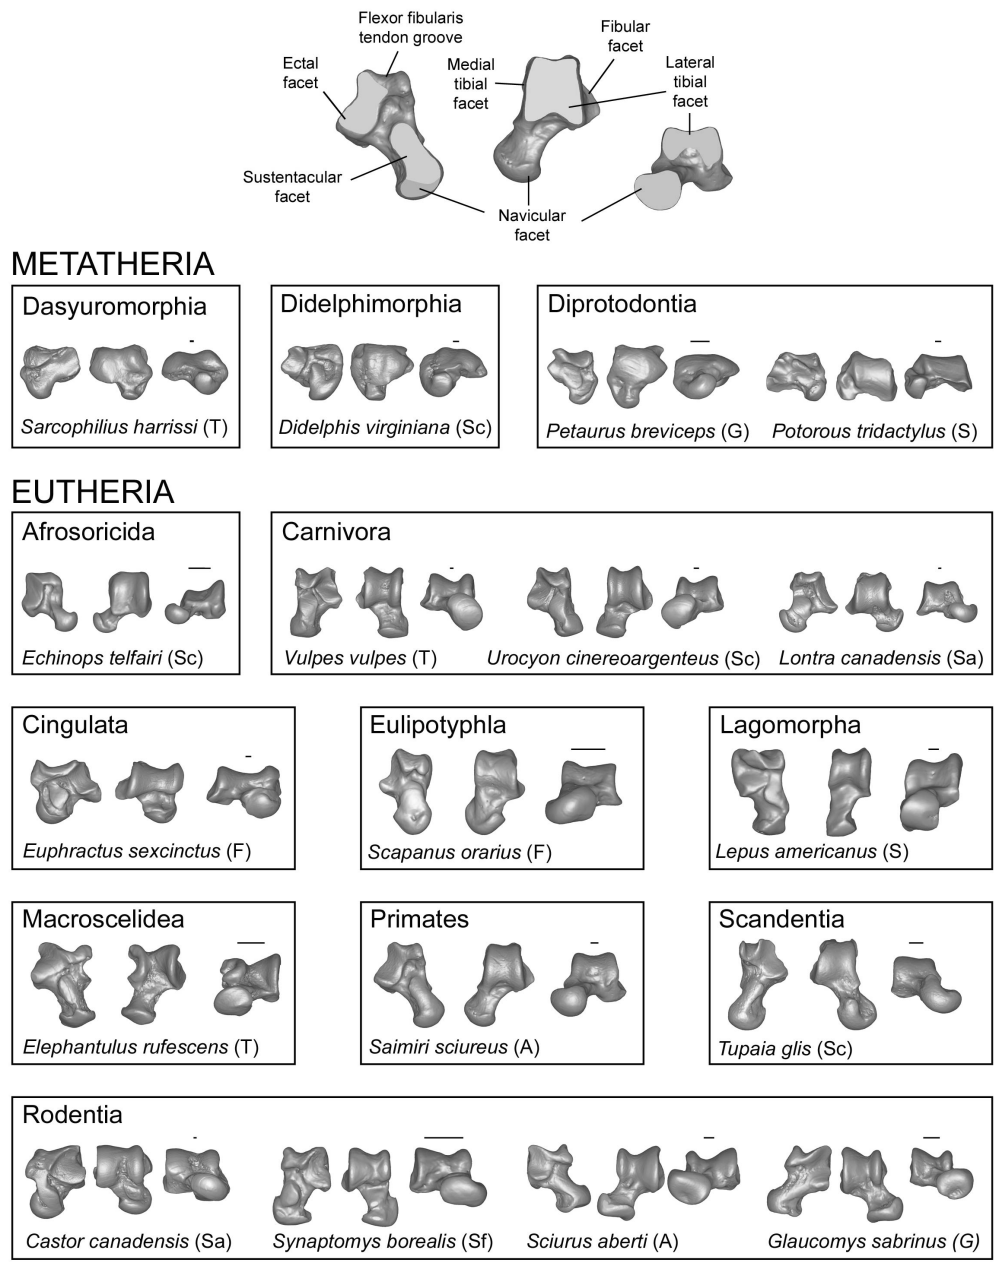 Flexor fibularis
tendon groove
Ectal
facet
Medial
tibial
facet
Fibular
facet
Lateral
tibial
facet
Sustentacular
facet
Navicular
facet
METATHERIA
Dasyuromorphia
Sarcophilius harrissi (T)
Didelphimorphia
Didelphis virginiana (Sc)
Diprotodontia
Petaurus breviceps (G)
Potorous tridactylus (S)
EUTHERIA
Afrosoricida
Echinops telfairi (Sc)
Carnivora
Vulpes vulpes (T)
Urocyon cinereoargenteus (Sc)
Lontra canadensis (Sa)
Cingulata
Euphractus sexcinctus (F)
Eulipotyphla
Scapanus orarius (F)
Lagomorpha
Lepus americanus (S)
Macroscelidea
Elephantulus rufescens (T)
Primates
Saimiri sciureus (A)
Scandentia
Tupaia glis (Sc)
Rodentia
Castor canadensis (Sa)
Synaptomys borealis (Sf)
Sciurus aberti (A)
Glaucomys sabrinus (G)